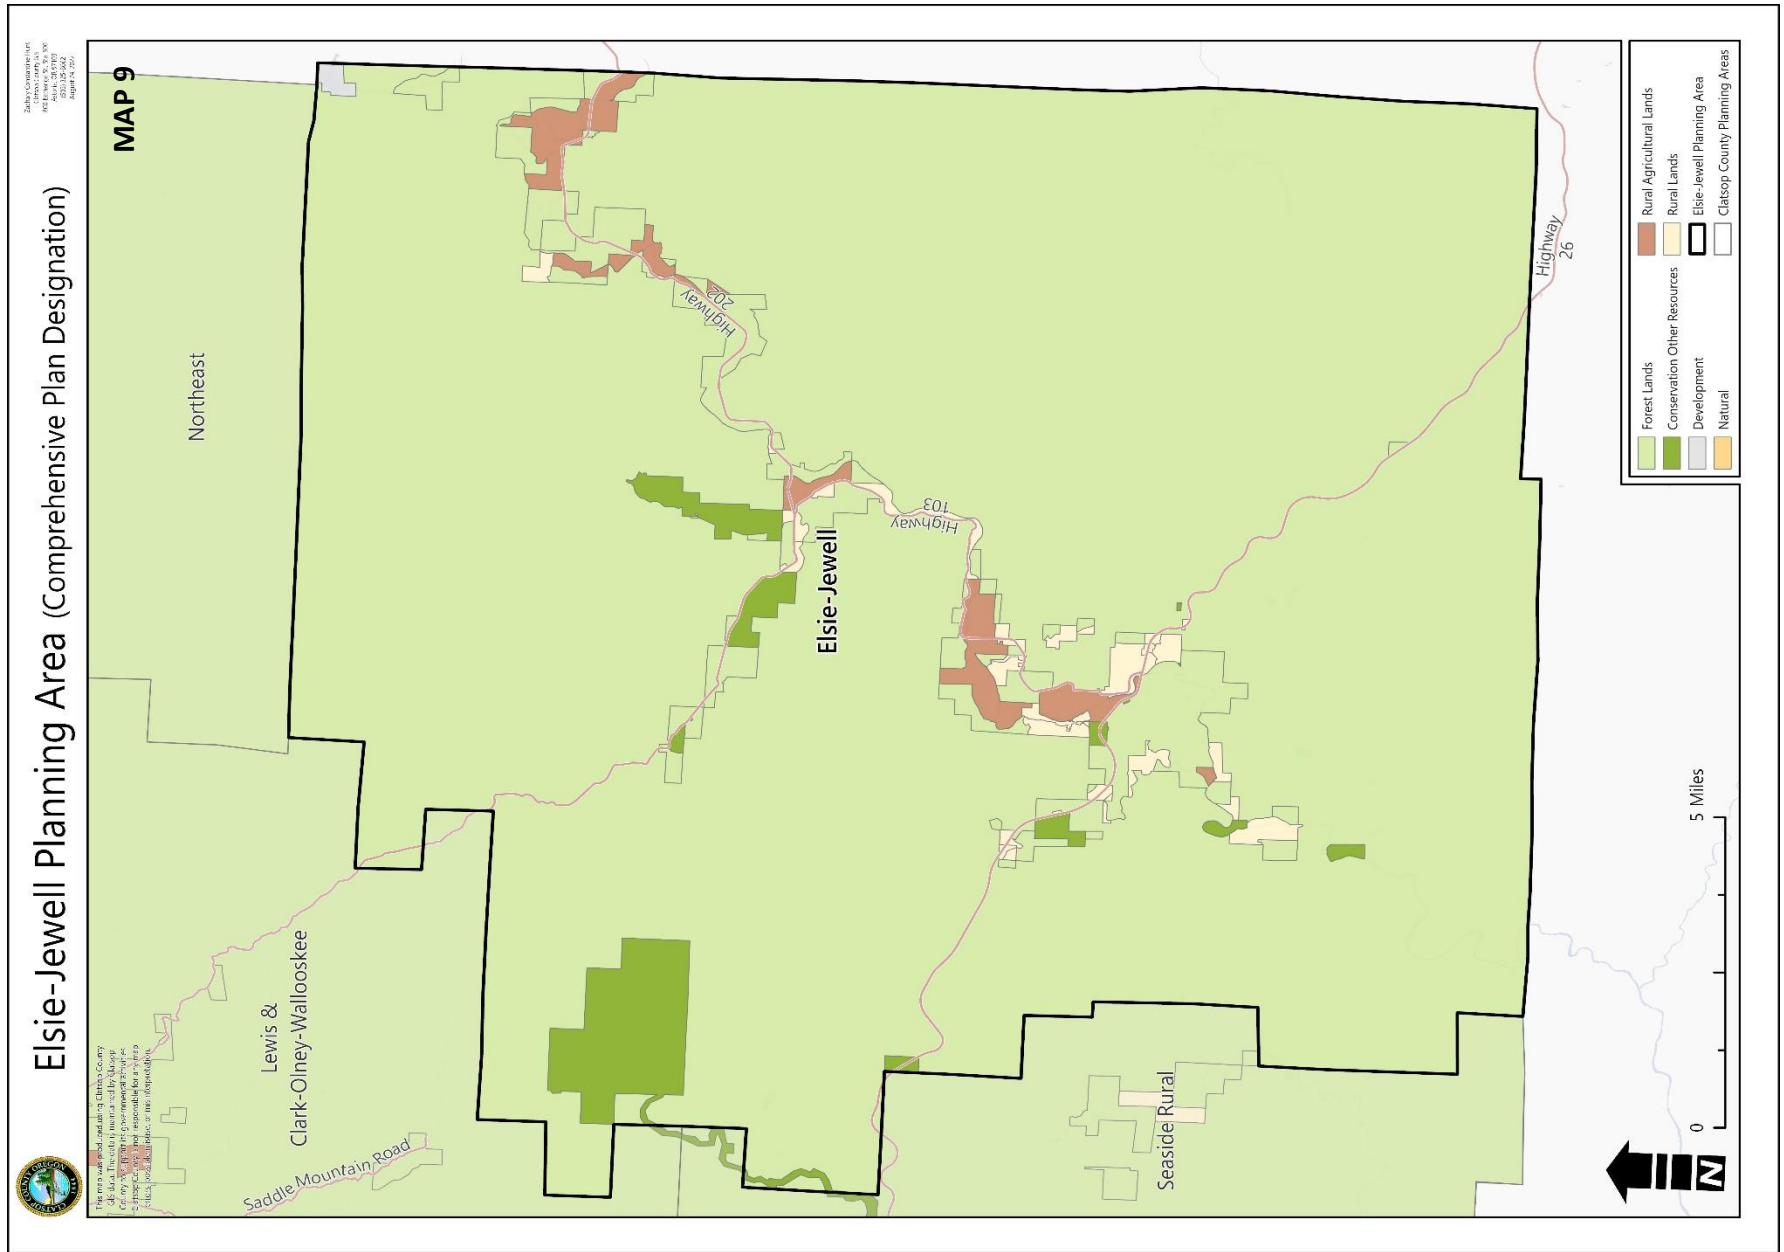 Elsie-Jewell Planning Area (Comprehensive Plan Designation)
MAP 9
Northeast
Lewis &
Clark-Olney-Wallooskee
Saddle Mountain Road
Highway
202
Elsie-Jewell
Highway
103
Seaside Rural
Highway
26
Forest Lands
Conservation Other Resources
Development
Natural
Rural Agricultural Lands
Rural Lands
Elsie-Jewell Planning Area
Clatsop County Planning Areas
0
5 Miles
N